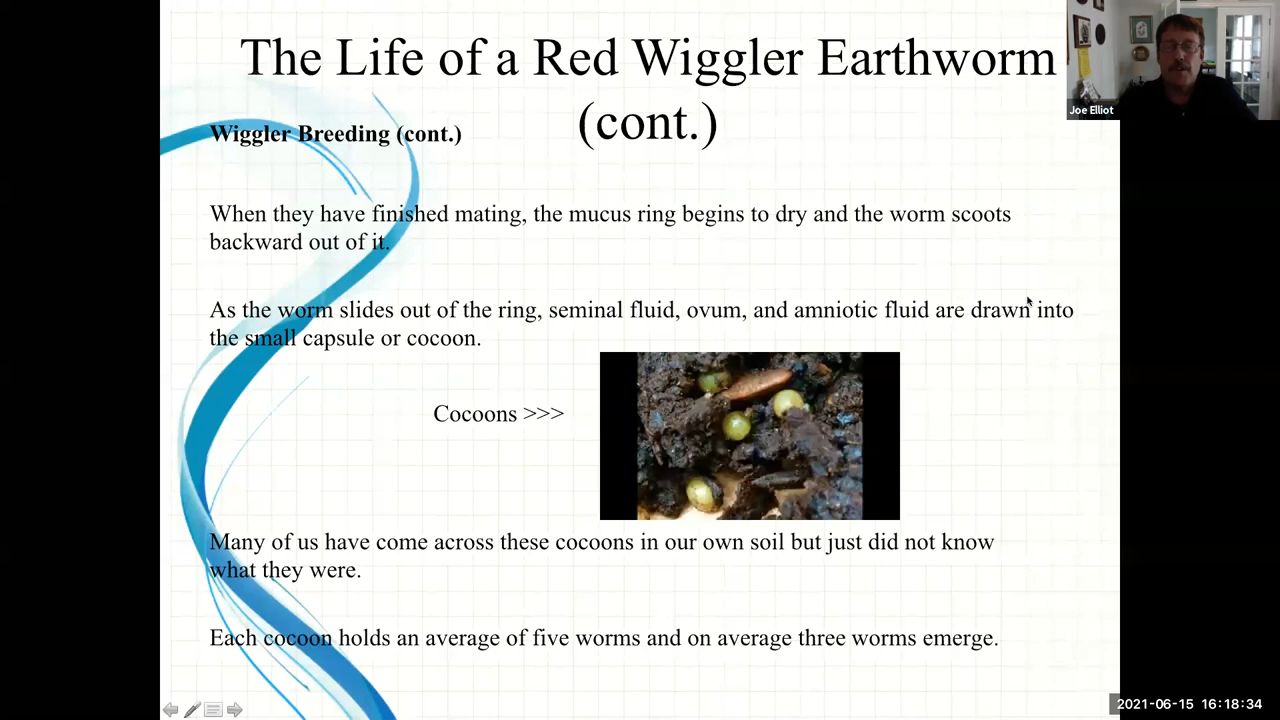 The Life of a Red Wiggler Earthworm
(cont.)
Joe Elliot
Wiggler Breeding (cont.)
When they have finished mating, the mucus ring begins to dry and the worm scoots
backward out of it.
As the worm slides out of the ring, seminal fluid, ovum, and amniotic fluid are drawn into
the small capsule or cocoon.
Cocoons >>>
Many of us have come across these cocoons in our own soil but just did not know
what they were.
Each cocoon holds an average of five worms and on average three worms emerge.
2021-06-15 16:18:34